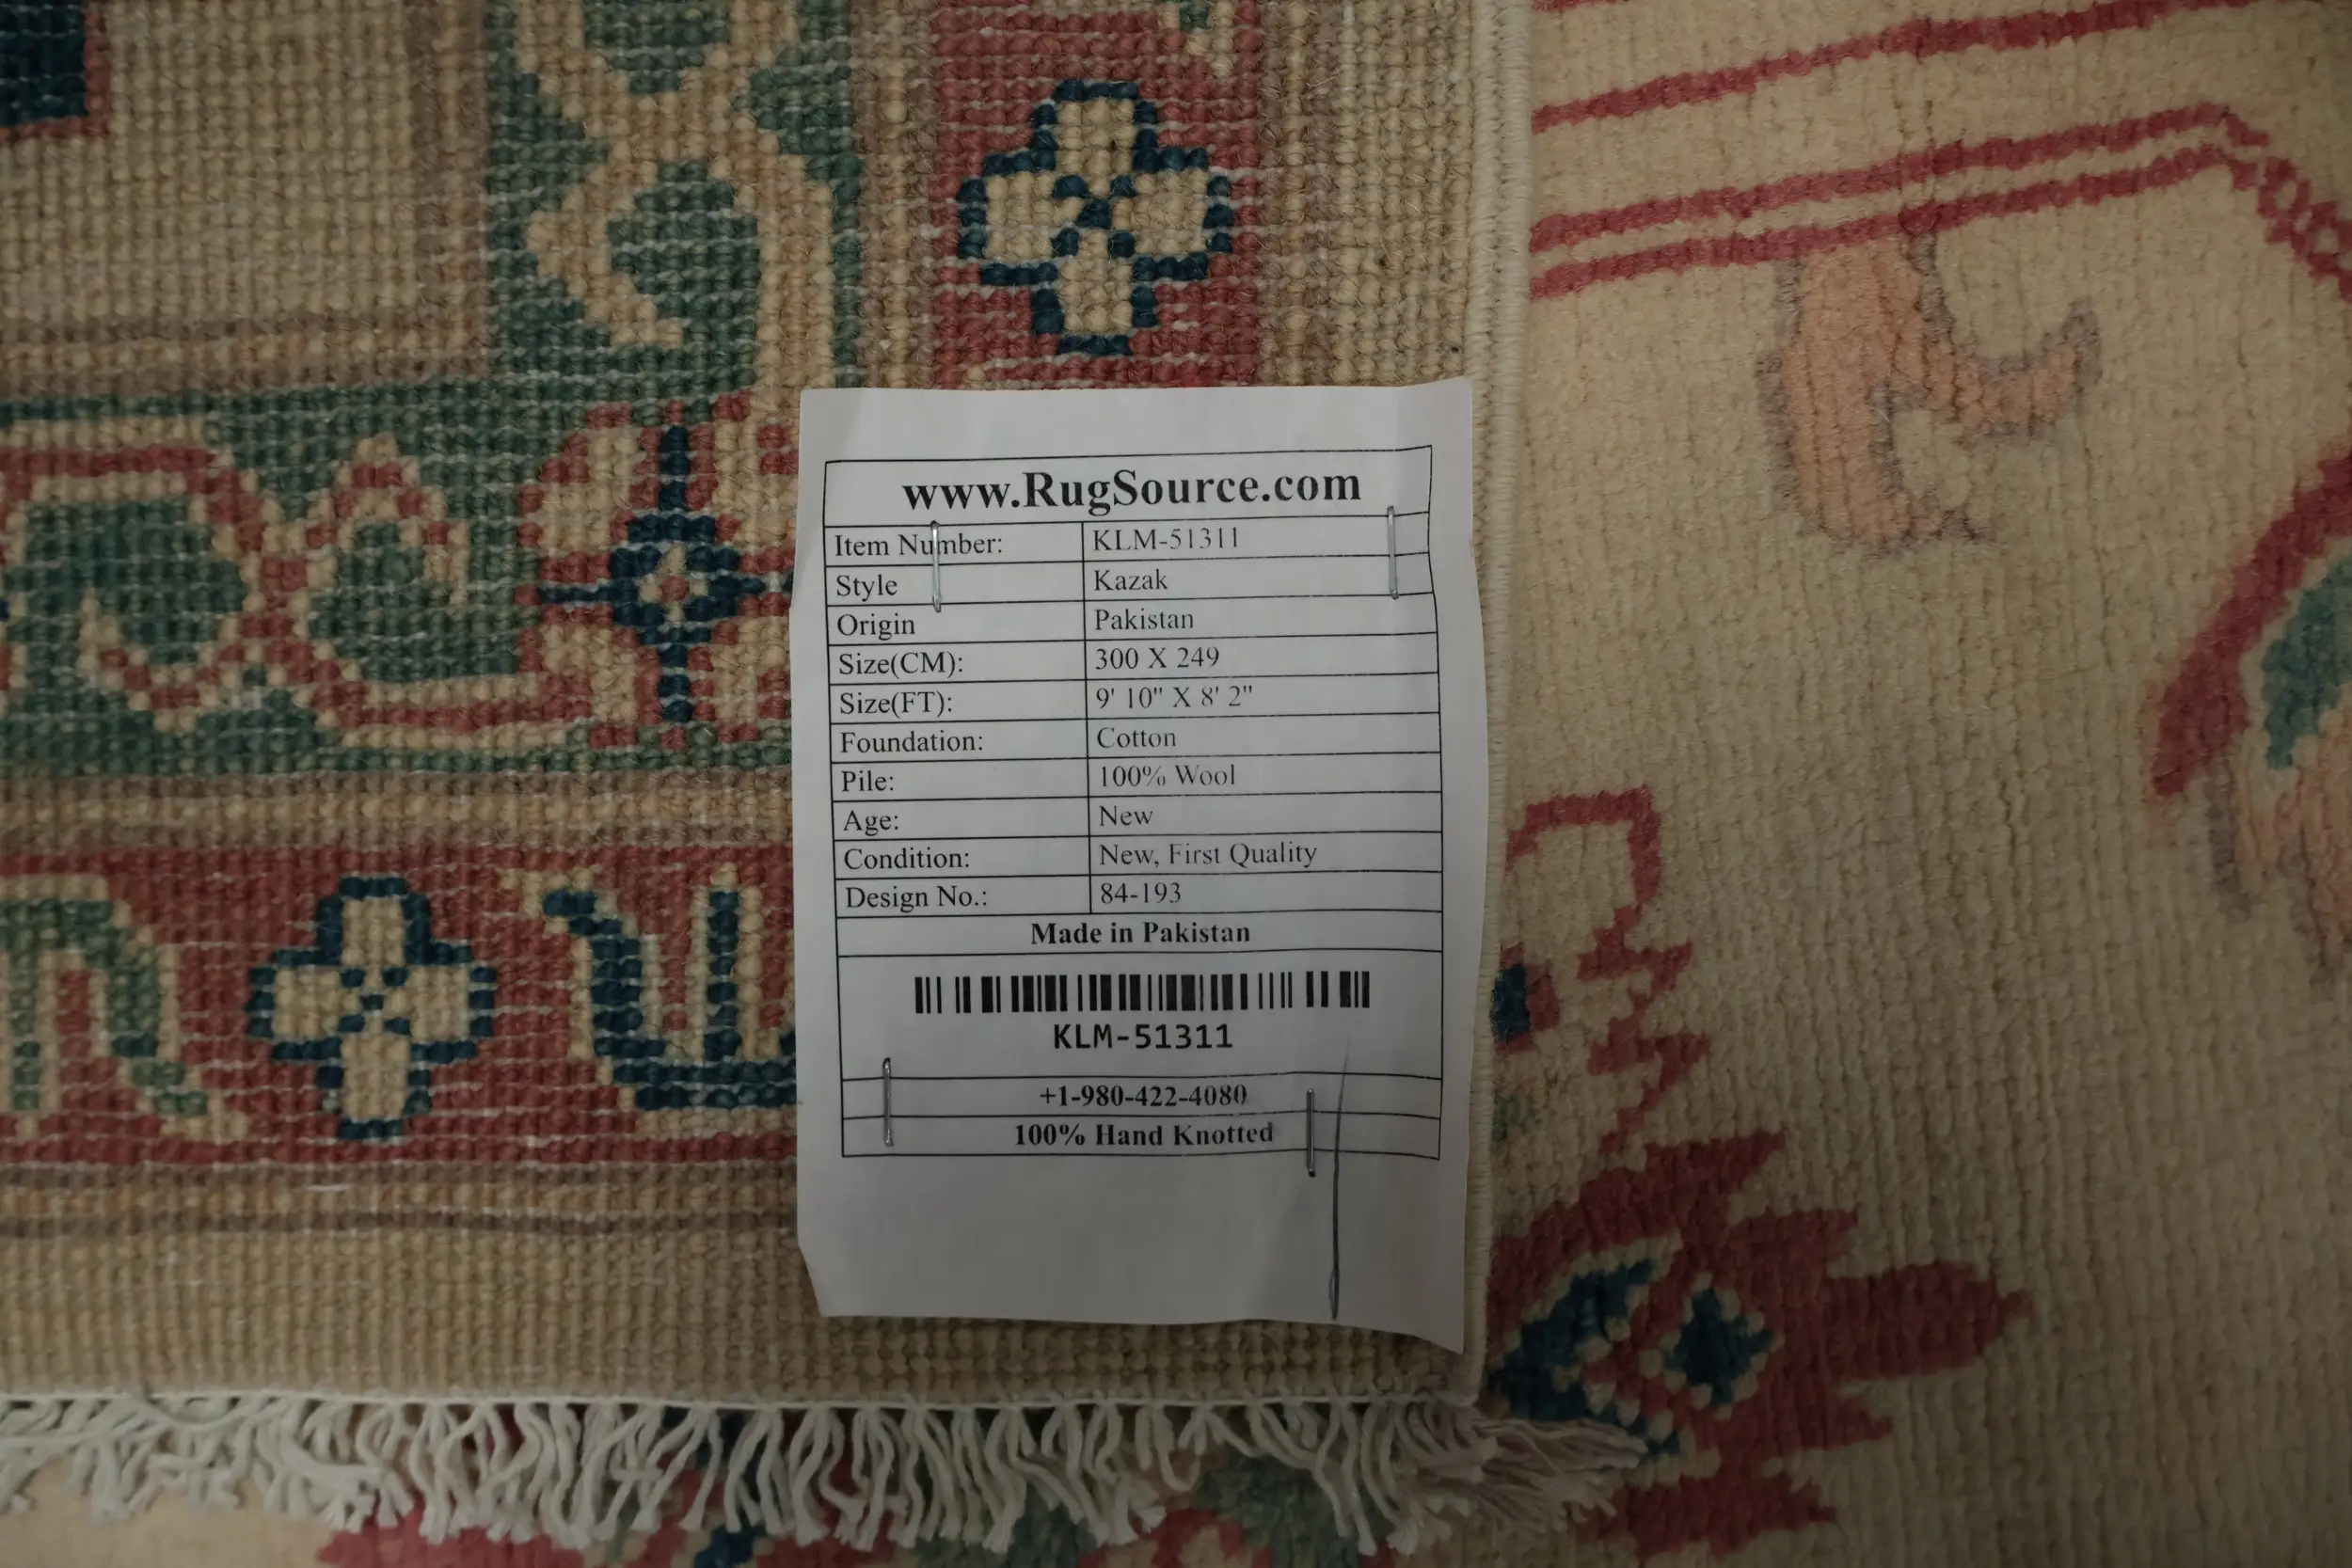 www.RugSource.com
Item Number: KLM-51311
Style Kazak
Origin Pakistan
Size(CM): 300 X 249
Size(FT): 9' 10" X 8' 2"
Foundation: Cotton
Pile: 100% Wool
Age: New
Condition: New, First Quality
Design No.: 84-193
Made in Pakistan
KLM-51311
+1-980-422-4080
100% Hand Knotted